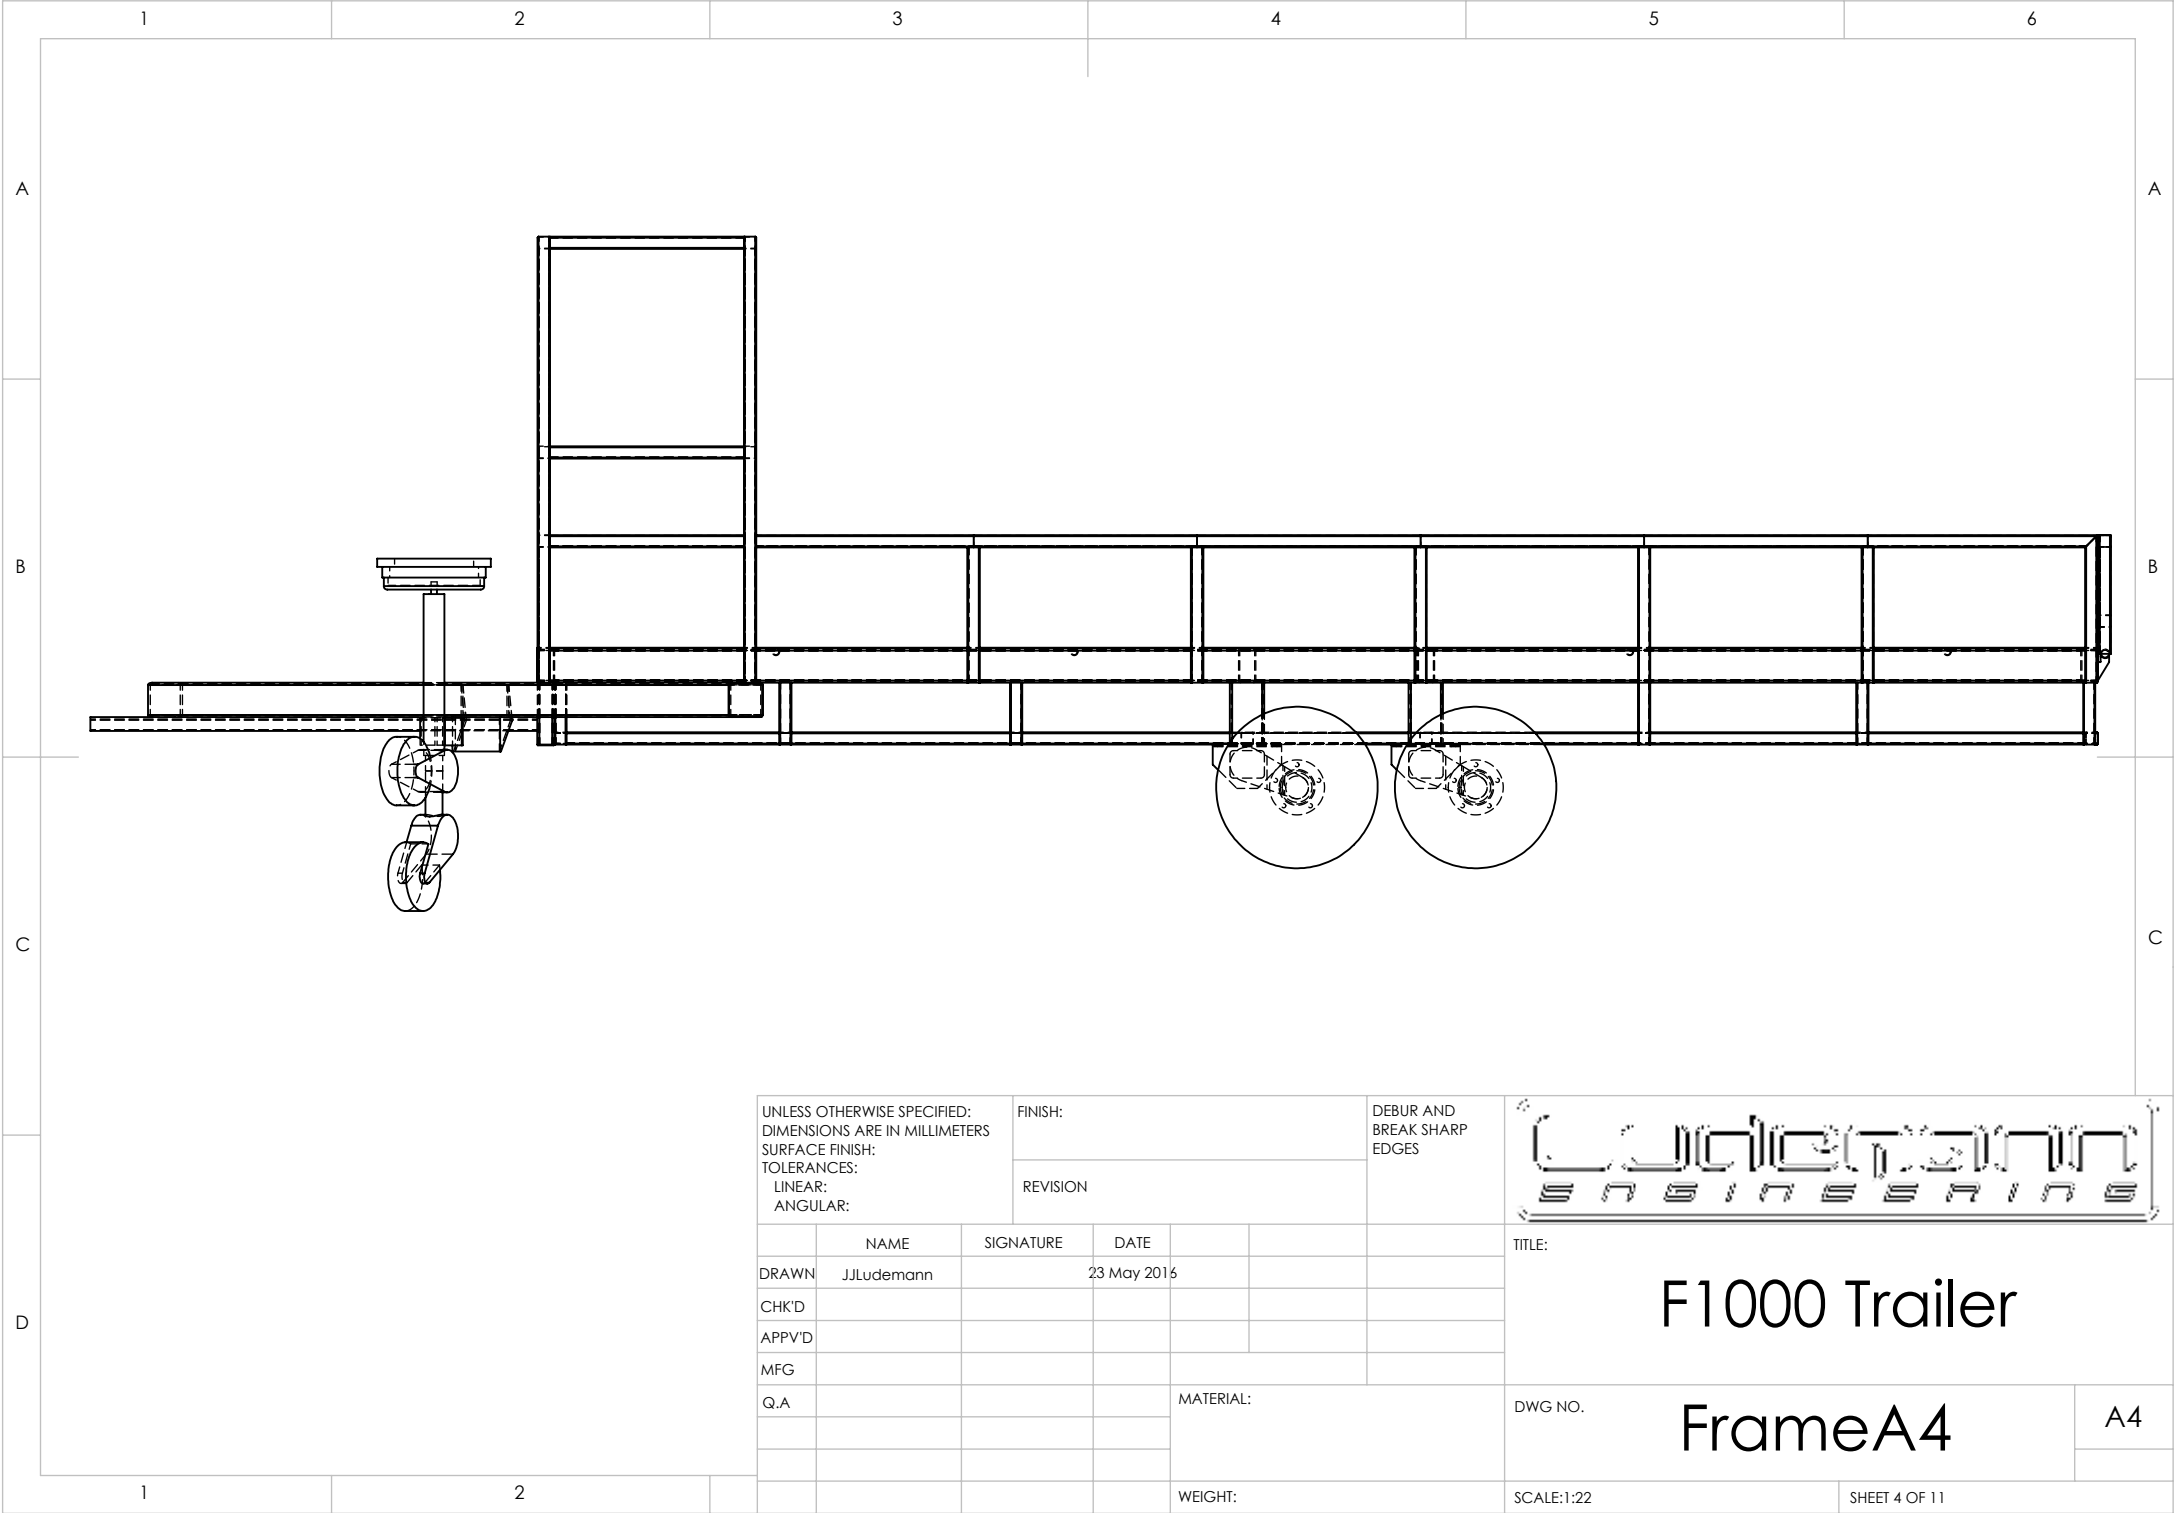 1 2 3 4 5 6
A A
B B
C C
D
UNLESS OTHERWISE SPECIFIED:
DIMENSIONS ARE IN MILLIMETERS
SURFACE FINISH:
TOLERANCES:
LINEAR:
ANGULAR:
FINISH:
REVISION
DEBUR AND
BREAK SHARP
EDGES
Ludemann
ENGINEERING
NAME SIGNATURE DATE
DRAWN JJLudemann 23 May 2016
CHK'D
APPV'D
MFG
Q.A
MATERIAL:
WEIGHT:
TITLE:
F1000 Trailer
DWG NO.
FrameA4
A4
SCALE:1:22
SHEET 4 OF 11
1 2